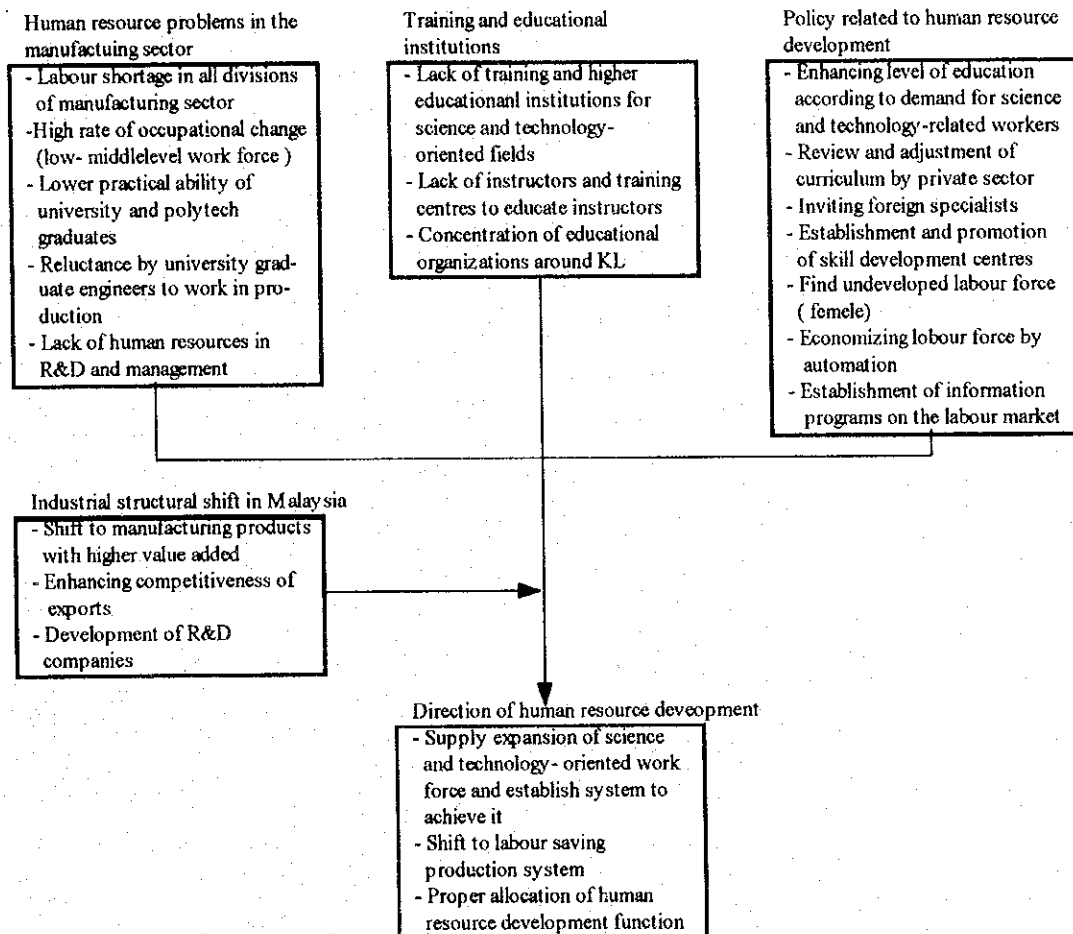 Human resource problems in the
manufactuing sector
- Labour shortage in all divisions
of manufacturing sector
-High rate of occupational change
(low- middlelevel work force )
- Lower practical ability of
university and polytech
graduates
- Reluctance by university grad-
uate engineers to work in pro-
duction
- Lack of human resources in
R&D and management
Training and educational
institutions
- Lack of training and higher
educationanl institutions for
science and technology-
oriented fields
- Lack of instructors and training
centres to educate instructors
- Concentration of educational
organizations around KL
Policy related to human resource
development
- Enhancing level of education
according to demand for science
and technology-related workers
- Review and adjustment of
curriculum by private sector
- Inviting foreign specialists
- Establishment and promotion
of skill development centres
- Find undeveloped labour force
( femele)
- Economizing lobour force by
automation
- Establishment of information
programs on the labour market
Industrial structural shift in Malaysia
- Shift to manufacturing products
with higher value added
- Enhancing competitiveness of
exports
- Development of R&D
companies
Direction of human resource deveopment
- Supply expansion of science
and technology- oriented work
force and establish system to
achieve it
- Shift to labour saving
production system
- Proper allocation of human
resource development function